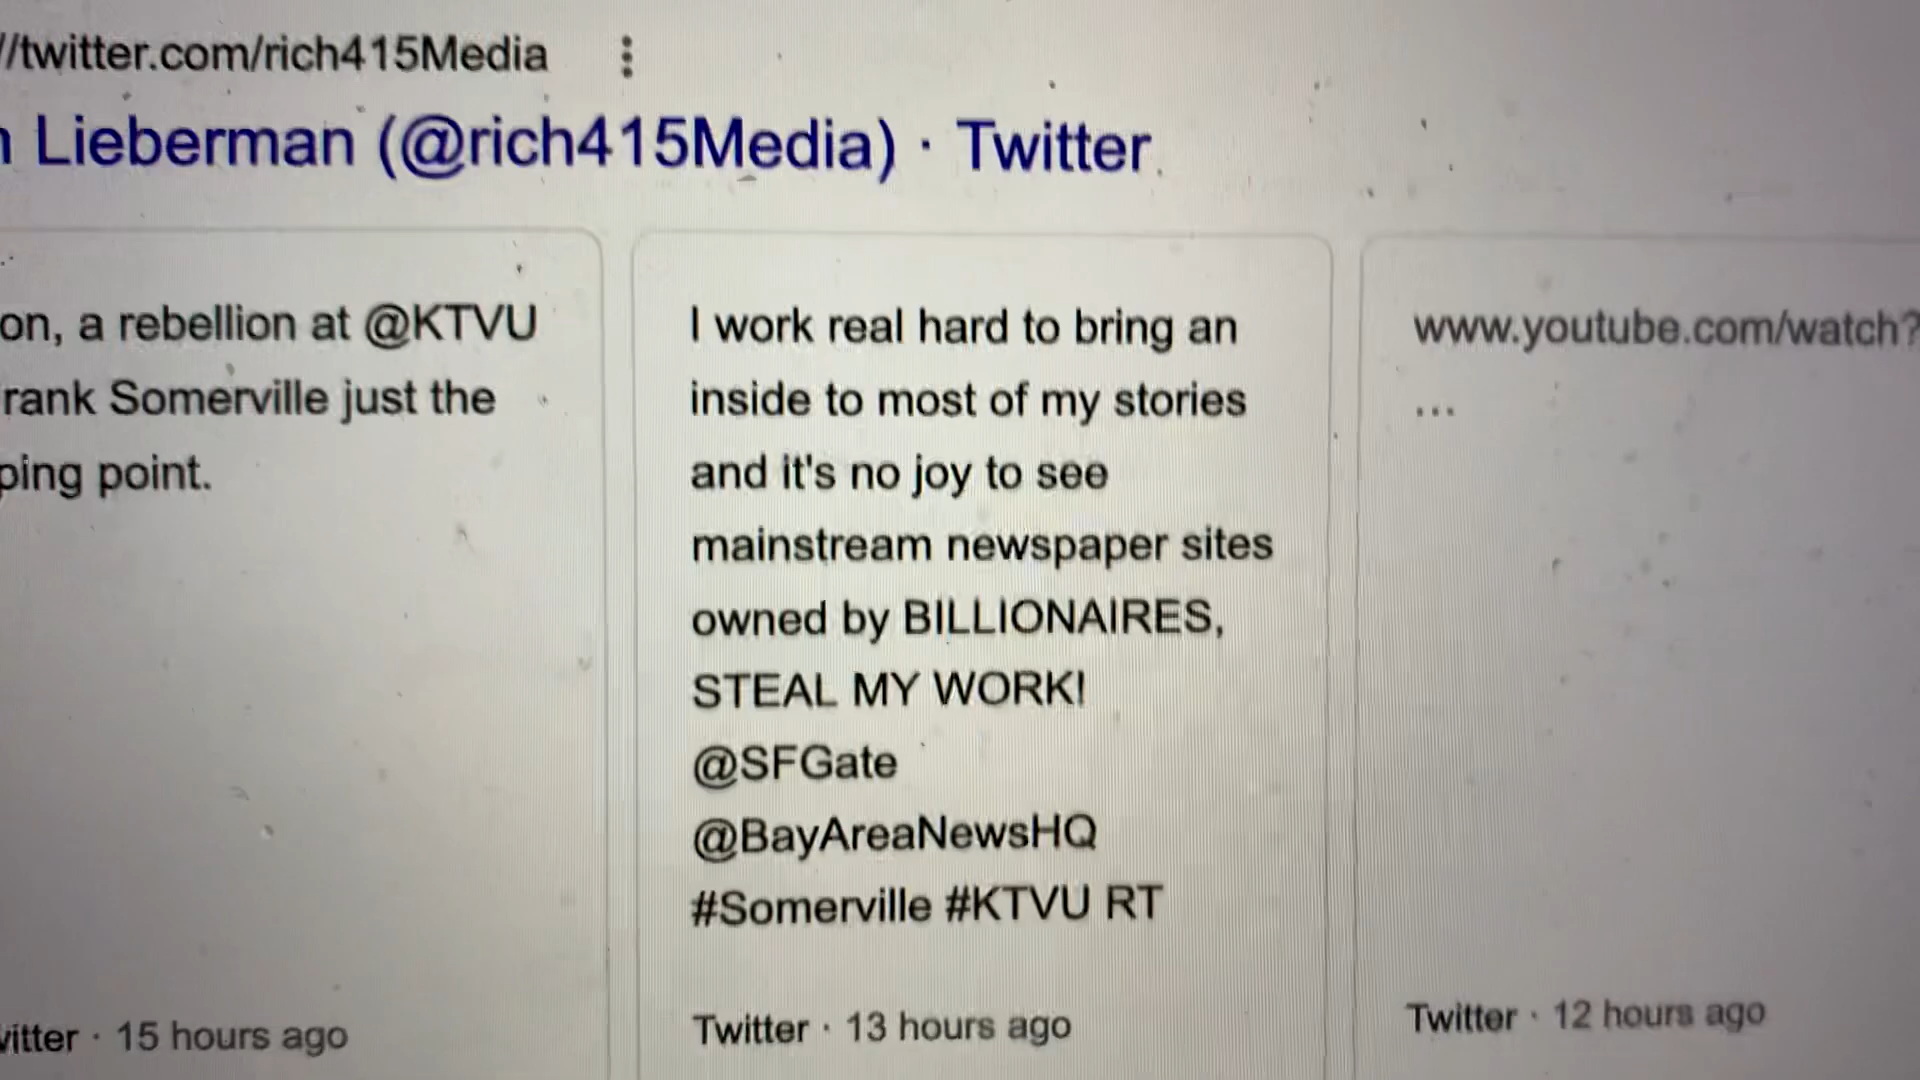 //twitter.com/rich415Media
Lieberman (@rich415Media) · Twitter
on, a rebellion at @KTVU
rank Somerville just the
ping point.
itter · 15 hours ago
I work real hard to bring an
inside to most of my stories
and it's no joy to see
mainstream newspaper sites
owned by BILLIONAIRES,
STEAL MY WORK!
@SFGate
@BayAreaNewsHQ
#Somerville #KTVU RT
Twitter · 13 hours ago
www.youtube.com/watch?
...
Twitter · 12 hours ago